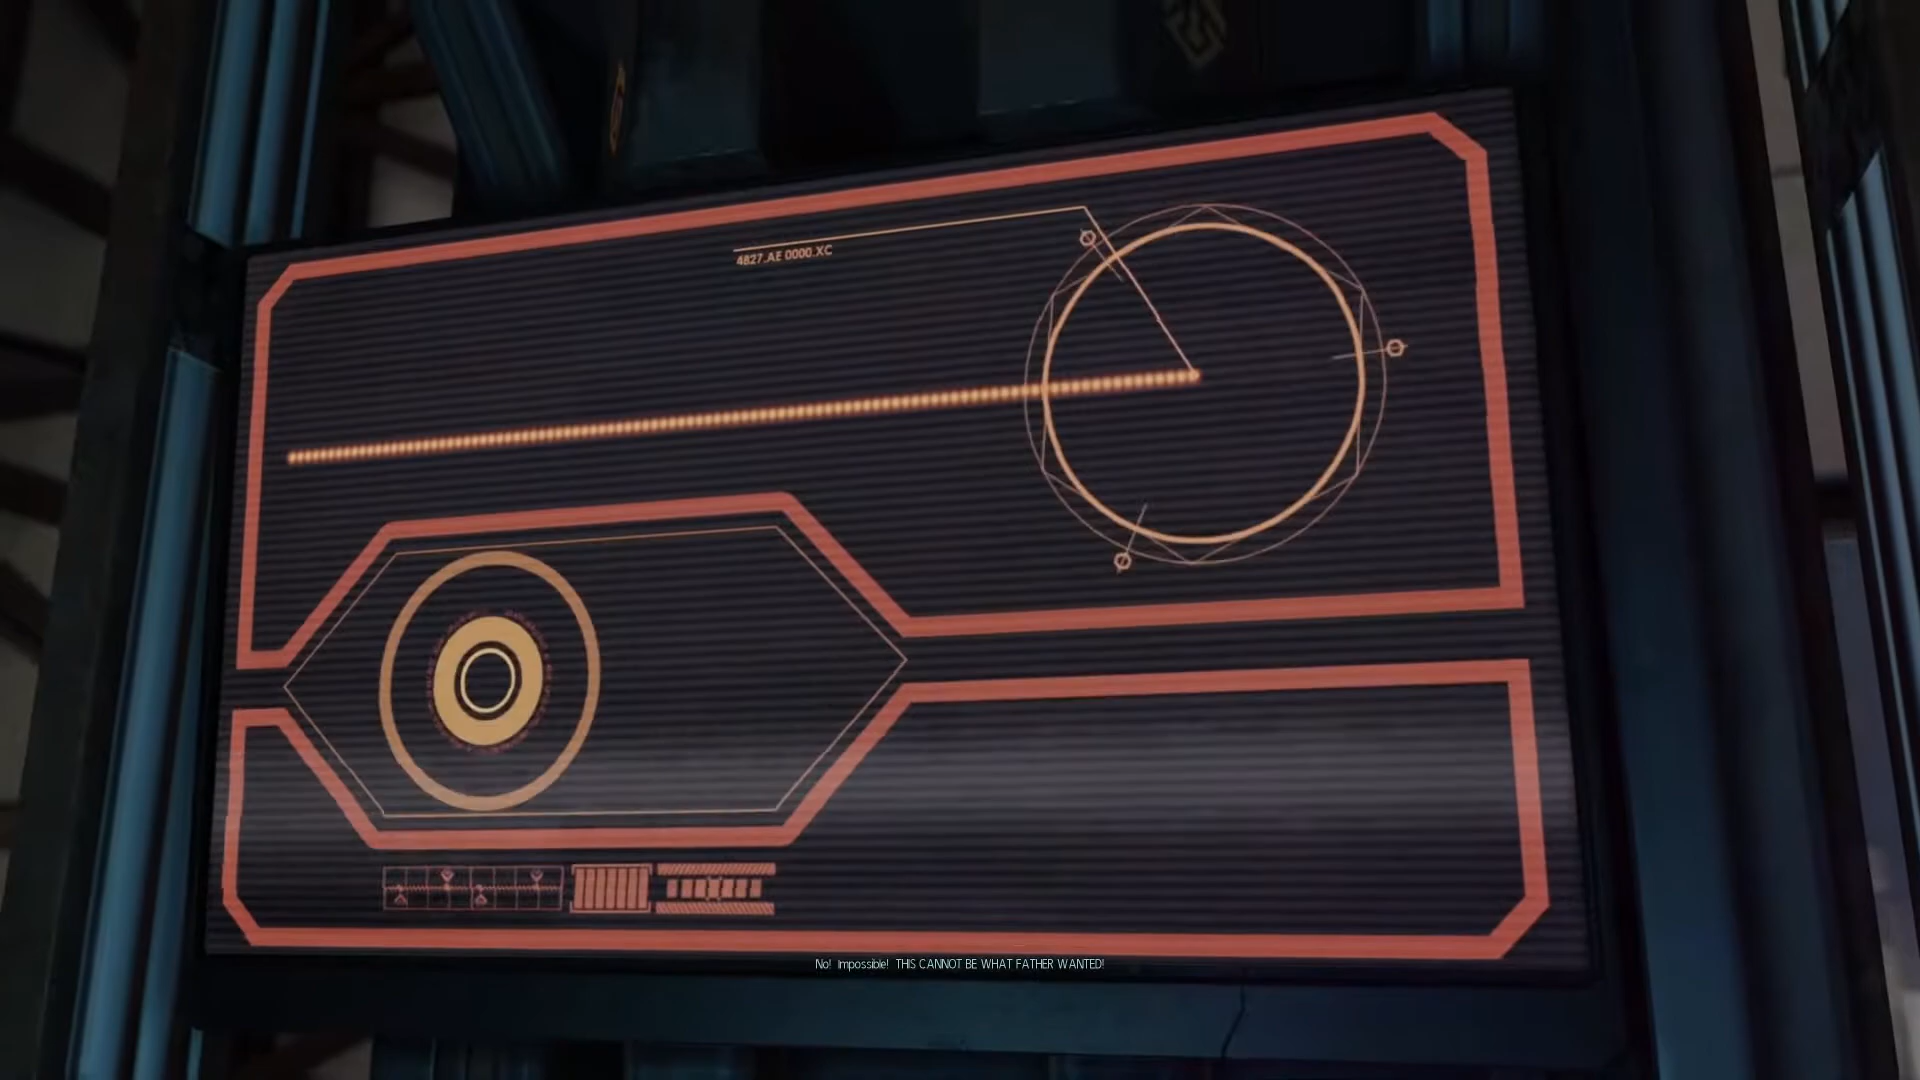 4827.AE 0000.XC
No! Impossible! THIS CANNOT BE WHAT FATHER WANTED!